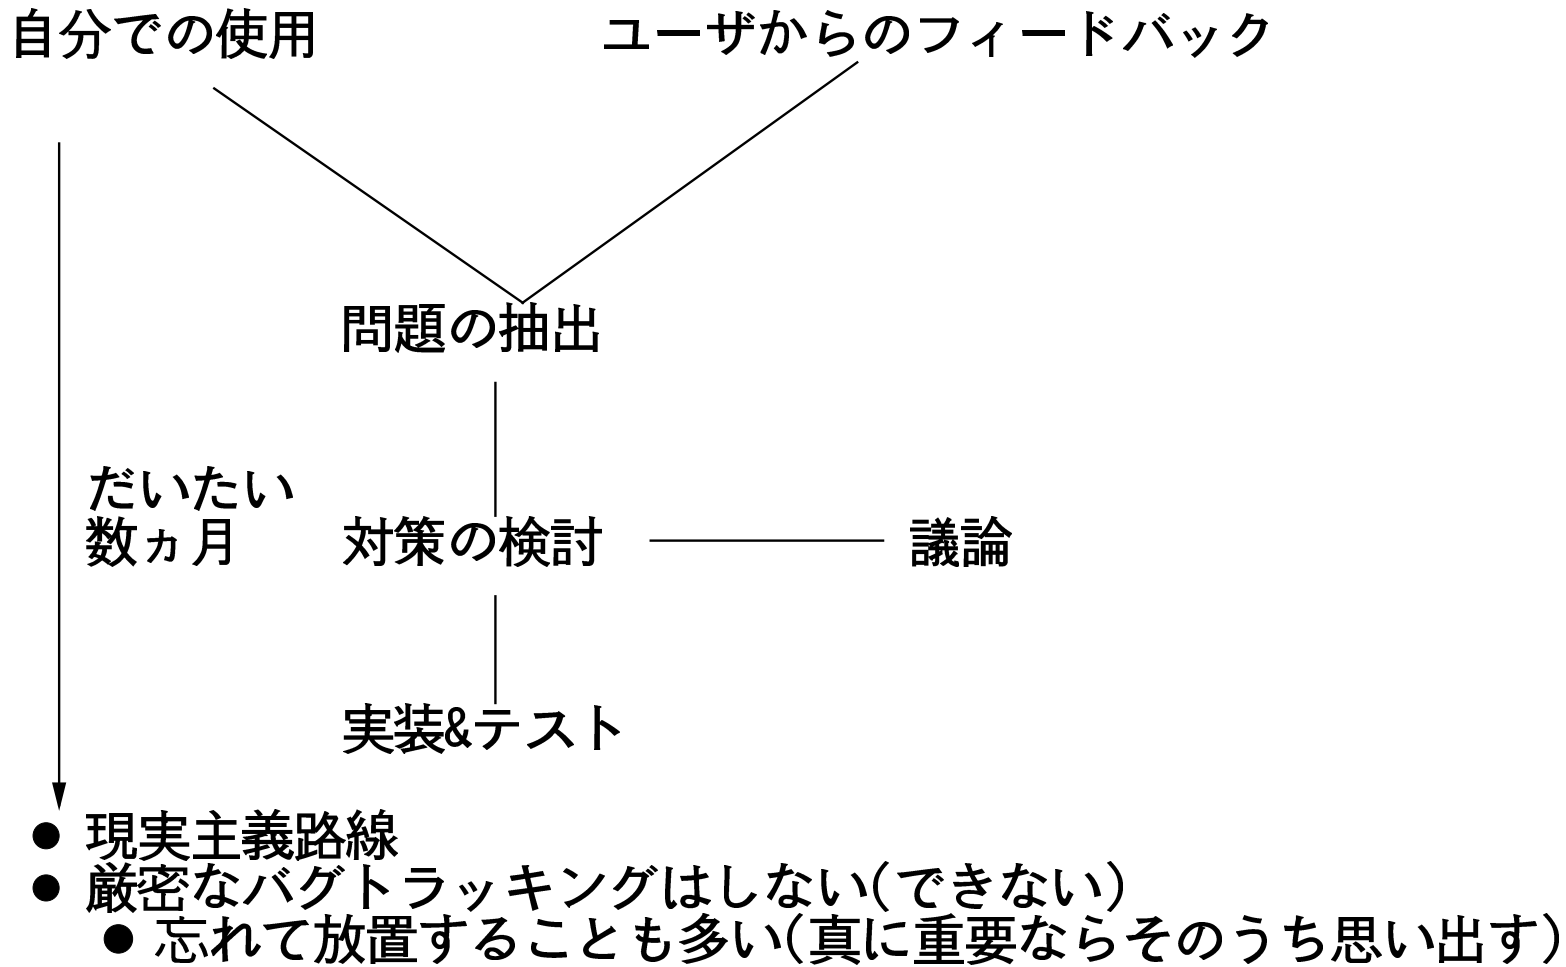 自分での使用
ユーザからのフィードバック
問題の抽出
だいたい
数ヵ月
対策の検討
議論
実装&テスト
● 現実主義路線
● 厳密なバグトラッキングはしない(できない)
● 忘れて放置することも多い(真に重要ならそのうち思い出す)